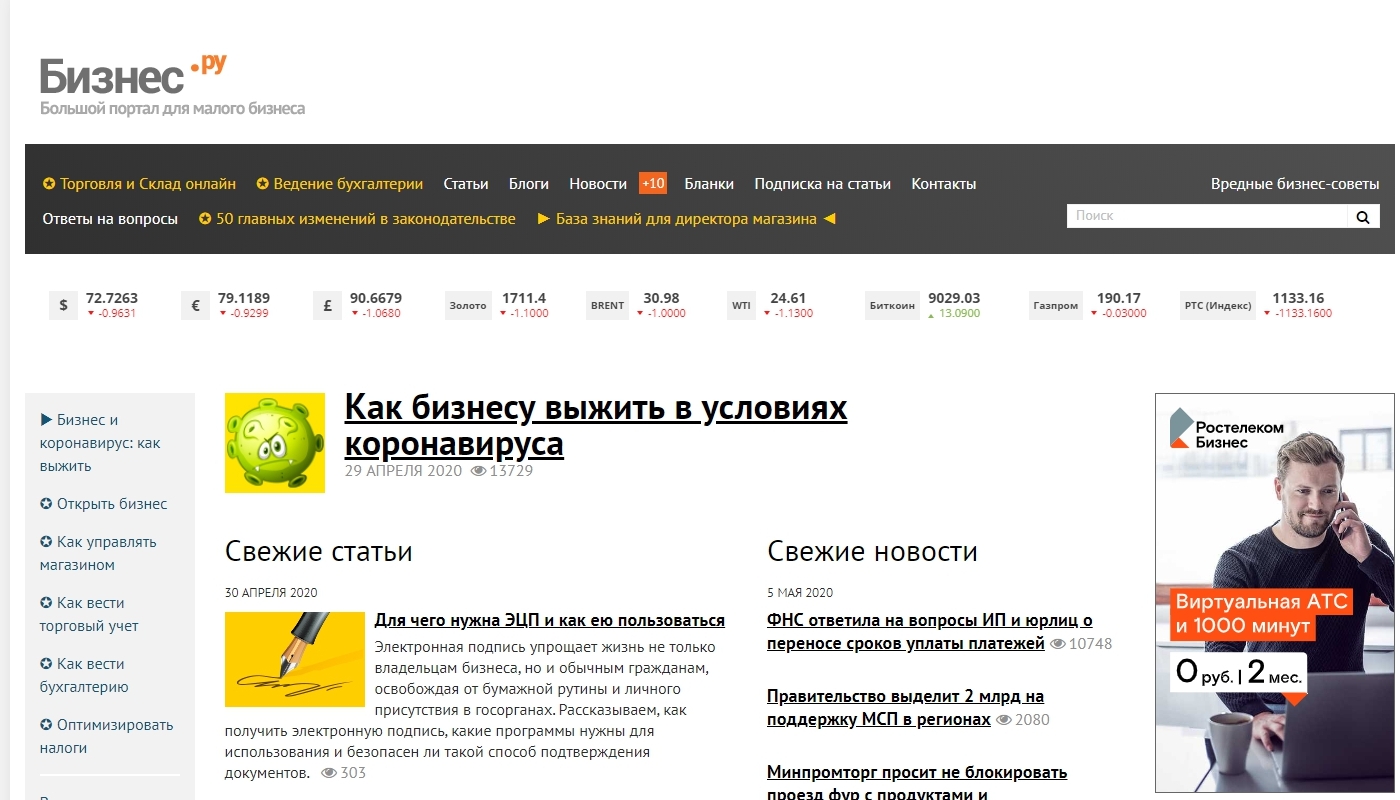 Бизнес.ру
Большой портал для малого бизнеса
Торговля и Склад онлайн Ведение бухгалтерии Статьи Блоги Новости +10 Бланки Подписка на статьи Контакты Вредные бизнес-советы
Ответы на вопросы 50 главных изменений в законодательстве ► База знаний для директора магазина ◄ Поиск
$ 72.7263 € 79.1189 £ 90.6679 Золото 1711.4 BRENT 30.98 WTI 24.61 Биткоин 9029.03 Газпром 190.17 РТС (Индекс) 1133.16
-0.9631 -0.9299 -1.0680 -1.1000 -1.0000 -1.1300 13.0900 -0.03000 -1133.1600
► Бизнес и
коронавирус: как
выжить
✪ Открыть бизнес
✪ Как управлять
магазином
✪ Как вести
торговый учет
✪ Как вести
бухгалтерию
✪ Оптимизировать
налоги
Как бизнесу выжить в условиях
коронавируса
29 АПРЕЛЯ 2020 13729
Свежие статьи
30 АПРЕЛЯ 2020
Для чего нужна ЭЦП и как ею пользоваться
Электронная подпись упрощает жизнь не только
владельцам бизнеса, но и обычным гражданам,
освобождая от бумажной рутины и личного
присутствия в госорганах. Рассказываем, как
получить электронную подпись, какие программы нужны для
использования и безопасен ли такой способ подтверждения
документов. 303
Свежие новости
5 МАЯ 2020
ФНС ответила на вопросы ИП и юрлиц о
переносе сроков уплаты платежей 10748
Правительство выделит 2 млрд на
поддержку МСП в регионах 2080
Минпромторг просит не блокировать
проезд фур с продуктами и
Ростелеком
Бизнес
Виртуальная АТС
и 1000 минут
0 руб. | 2 мес.